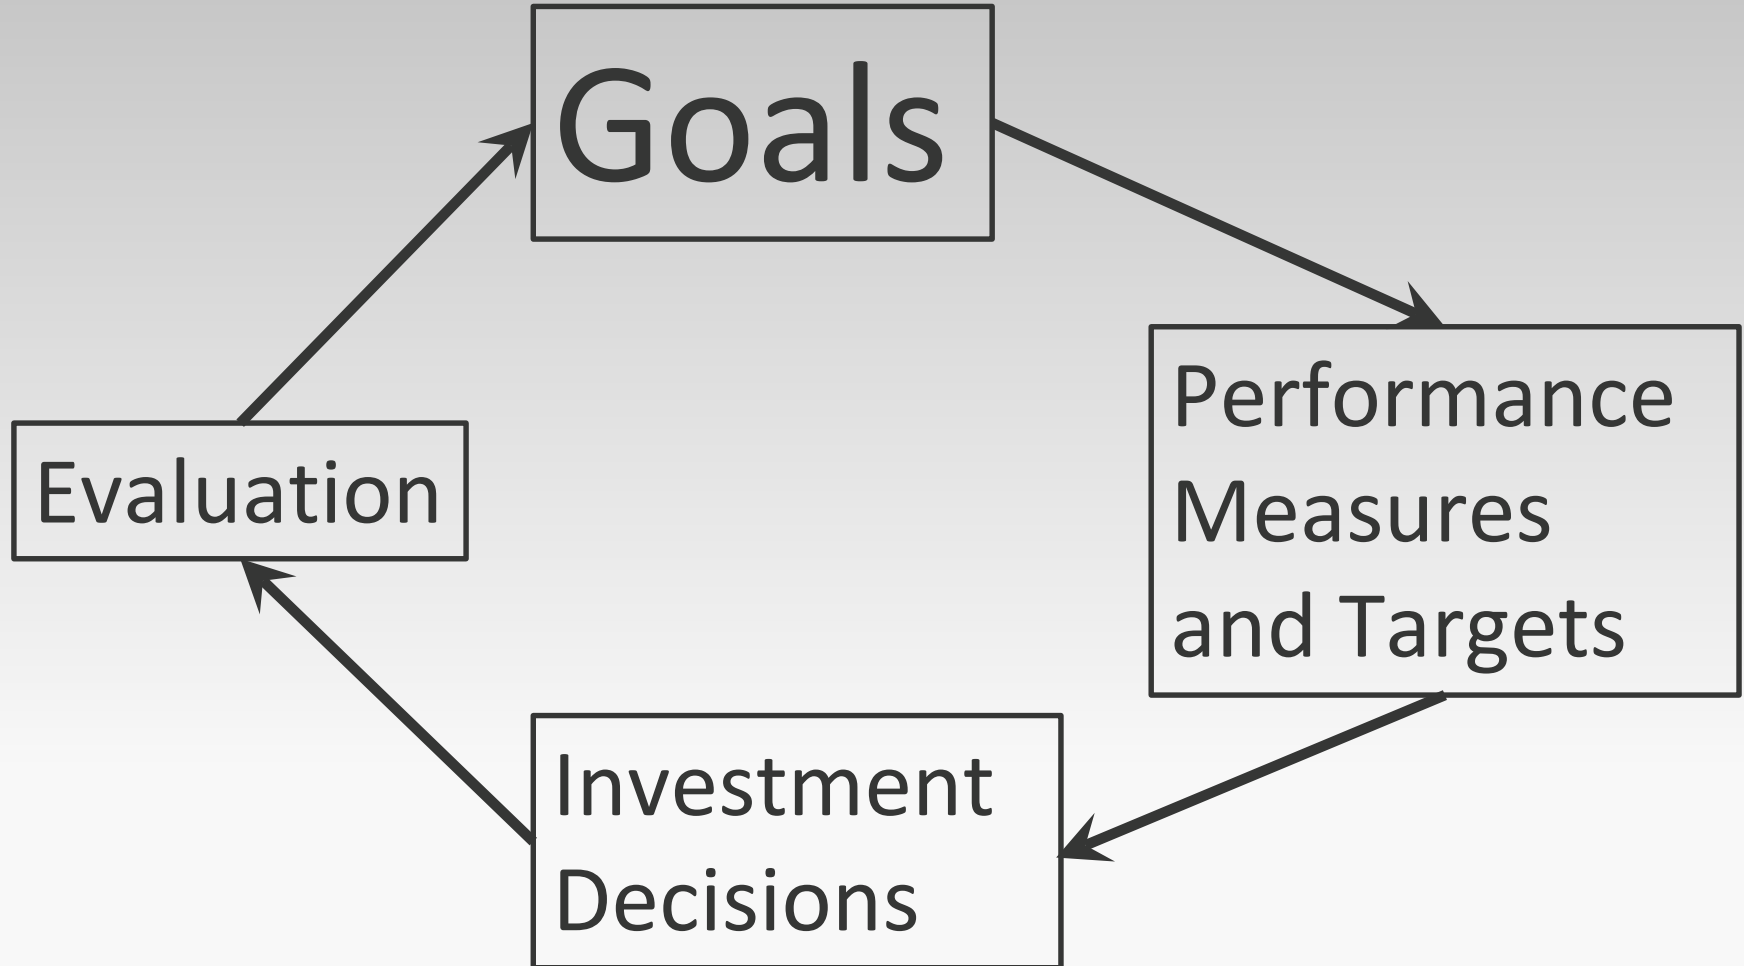 Goals
Performance
Measures
and Targets
Evaluation
Investment
Decisions